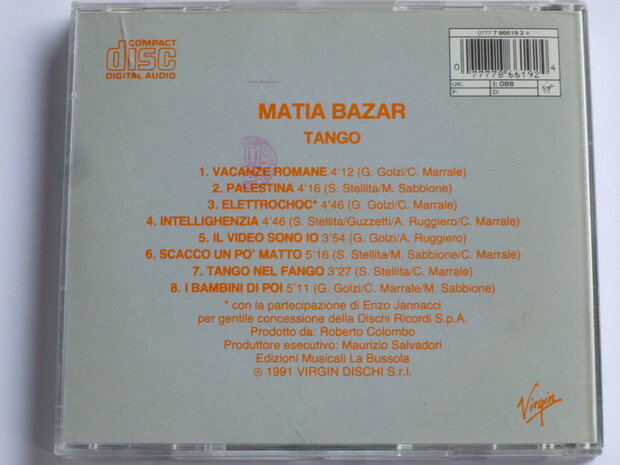 COMPACT
disc
DIGITAL AUDIO
0777 7 86619 2 4
0 77778 66192 4
UK: I: 088
F: D:
Virgin
MATIA BAZAR
TANGO
1. VACANZE ROMANE 4'12 (G. Golzi/C. Marrale)
2. PALESTINA 4'16 (S. Stellita/M. Sabbione)
3. ELETTROCHOC* 4'46 (G. Golzi/C. Marrale)
4. INTELLIGHENZIA 4'46 (S. Stellita/Guzzetti/A. Ruggiero/C. Marrale)
5. IL VIDEO SONO IO 3'54 (G. Golzi/A. Ruggiero)
6. SCACCO UN PO' MATTO 5'16 (S. Stellita/M. Sabbione/C. Marrale)
7. TANGO NEL FANGO 3'27 (S. Stellita/C. Marrale)
8. I BAMBINI DI POI 5'11 (G. Golzi/C. Marrale/M. Sabbione)
* con la partecipazione di Enzo Jannacci
per gentile concessione della Dischi Ricordi S.p.A.
Prodotto da: Roberto Colombo
Produttore esecutivo: Maurizio Salvadori
Edizioni Musicali La Bussola
℗ 1991 VIRGIN DISCHI S.r.l.
Virgin